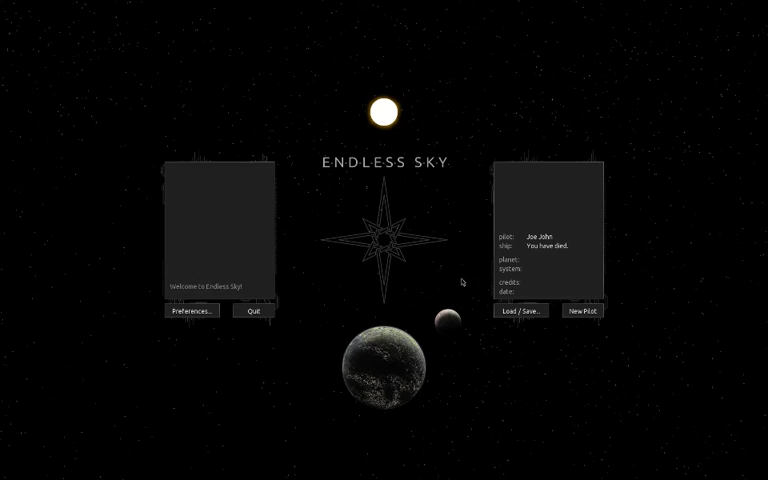 ENDLESS SKY
Welcome to Endless Sky!
Preferences...
Quit
pilot: Joe John
ship: You have died.
planet:
system:
credits:
date:
Load / Save...
New Pilot